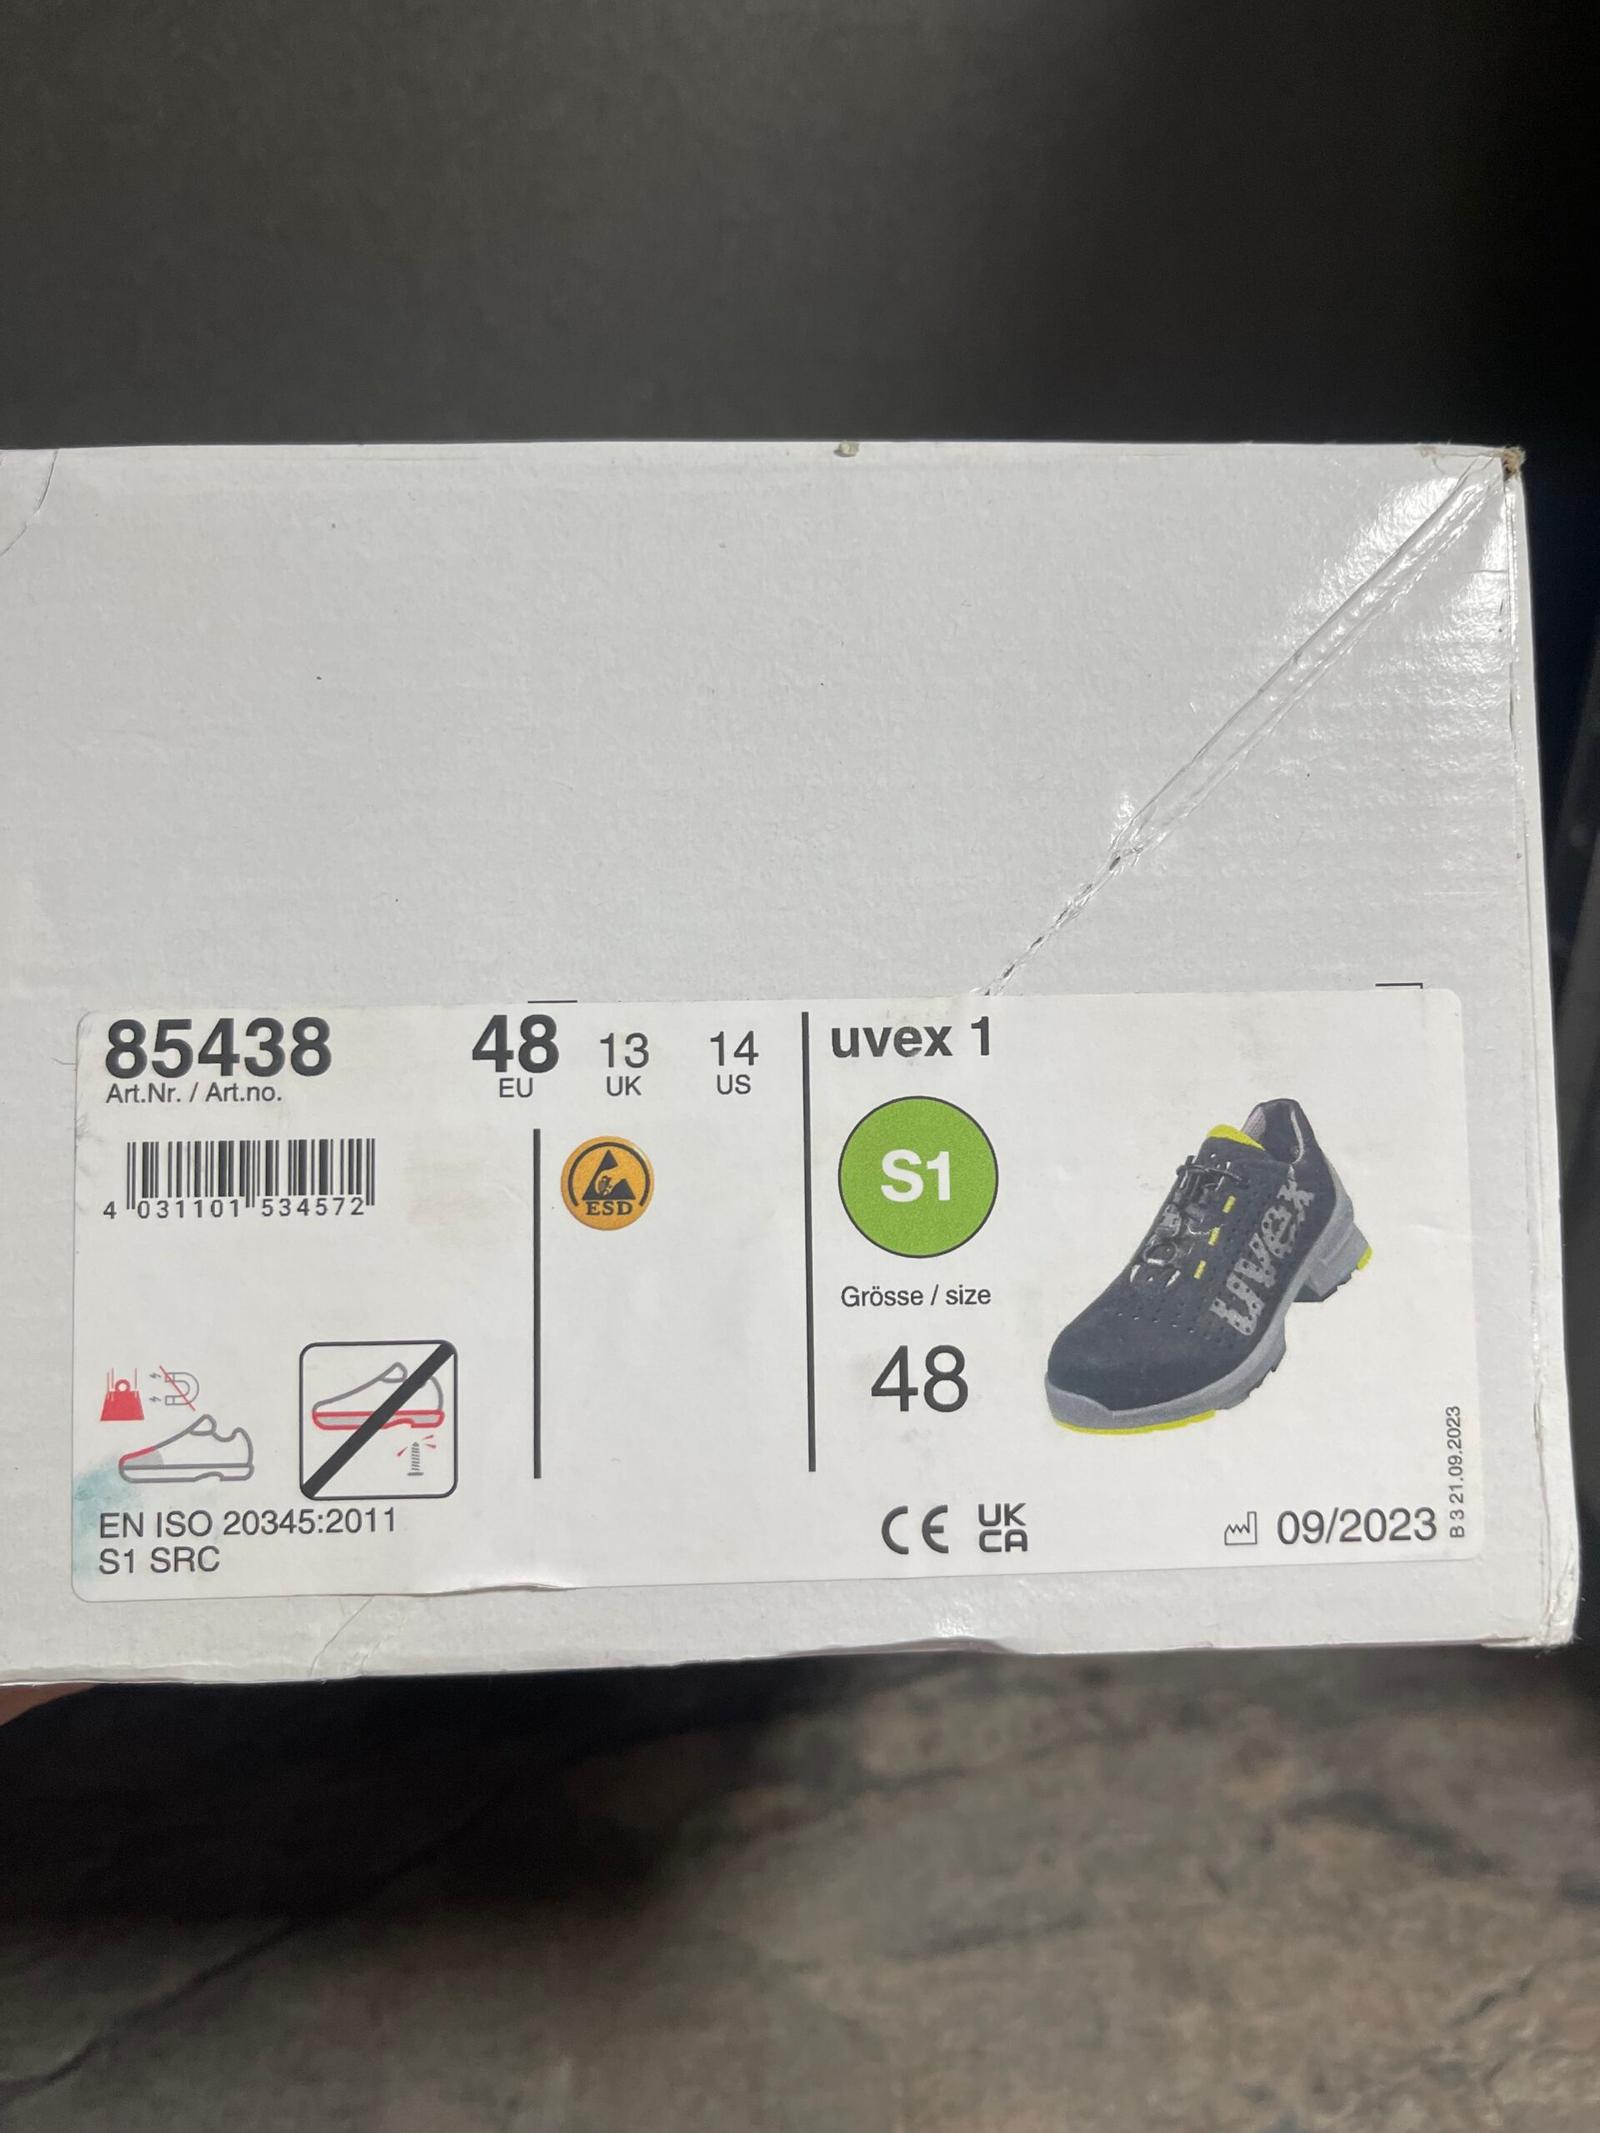 85438
Art.Nr. / Art.no.
48 13 14
EU UK US
4 031101 534572
ESD
uvex 1
S1
Grösse / size
48
uvex
EN ISO 20345:2011
S1 SRC
CE UK
CA
09/2023
B 3 21.09.2023